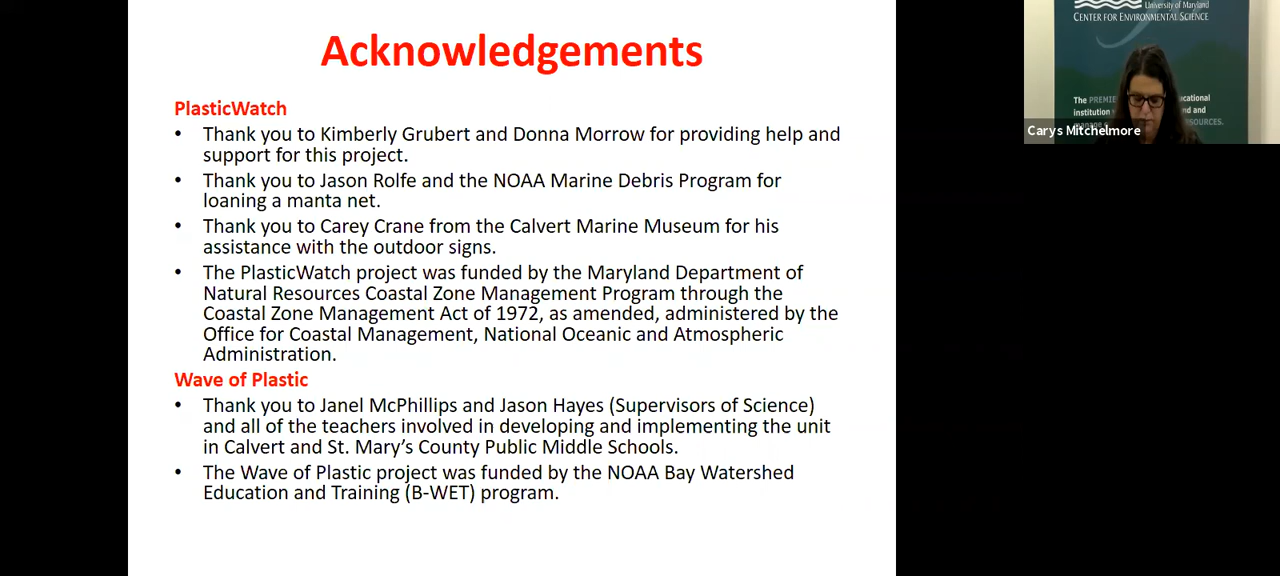 Acknowledgements
PlasticWatch
• Thank you to Kimberly Grubert and Donna Morrow for providing help and
support for this project.
• Thank you to Jason Rolfe and the NOAA Marine Debris Program for
loaning a manta net.
• Thank you to Carey Crane from the Calvert Marine Museum for his
assistance with the outdoor signs.
• The PlasticWatch project was funded by the Maryland Department of
Natural Resources Coastal Zone Management Program through the
Coastal Zone Management Act of 1972, as amended, administered by the
Office for Coastal Management, National Oceanic and Atmospheric
Administration.
Wave of Plastic
• Thank you to Janel McPhillips and Jason Hayes (Supervisors of Science)
and all of the teachers involved in developing and implementing the unit
in Calvert and St. Mary's County Public Middle Schools.
• The Wave of Plastic project was funded by the NOAA Bay Watershed
Education and Training (B-WET) program.
University of Maryland
CENTER FOR ENVIRONMENTAL SCIENCE
The
institution
Carys Mitchelmore